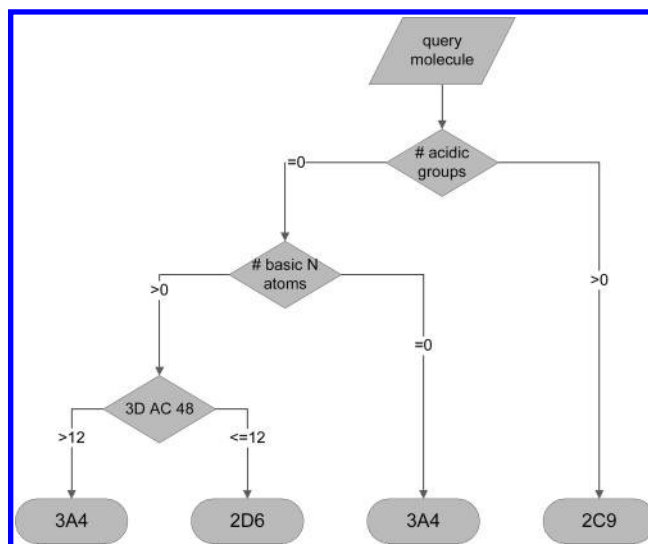 query
molecule
# acidic
groups
=0
>0
# basic N
atoms
>0
=0
3D AC 48
>12
<=12
3A4
2D6
3A4
2C9